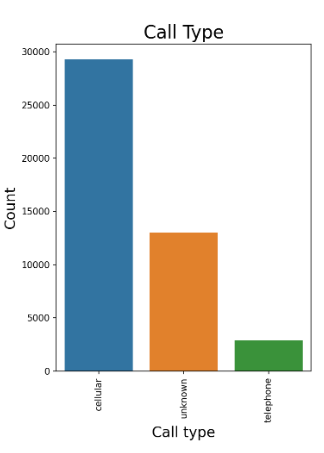 Call Type
30000
25000
20000
15000
10000
5000
0
Count
cellular
unknown
telephone
Call type